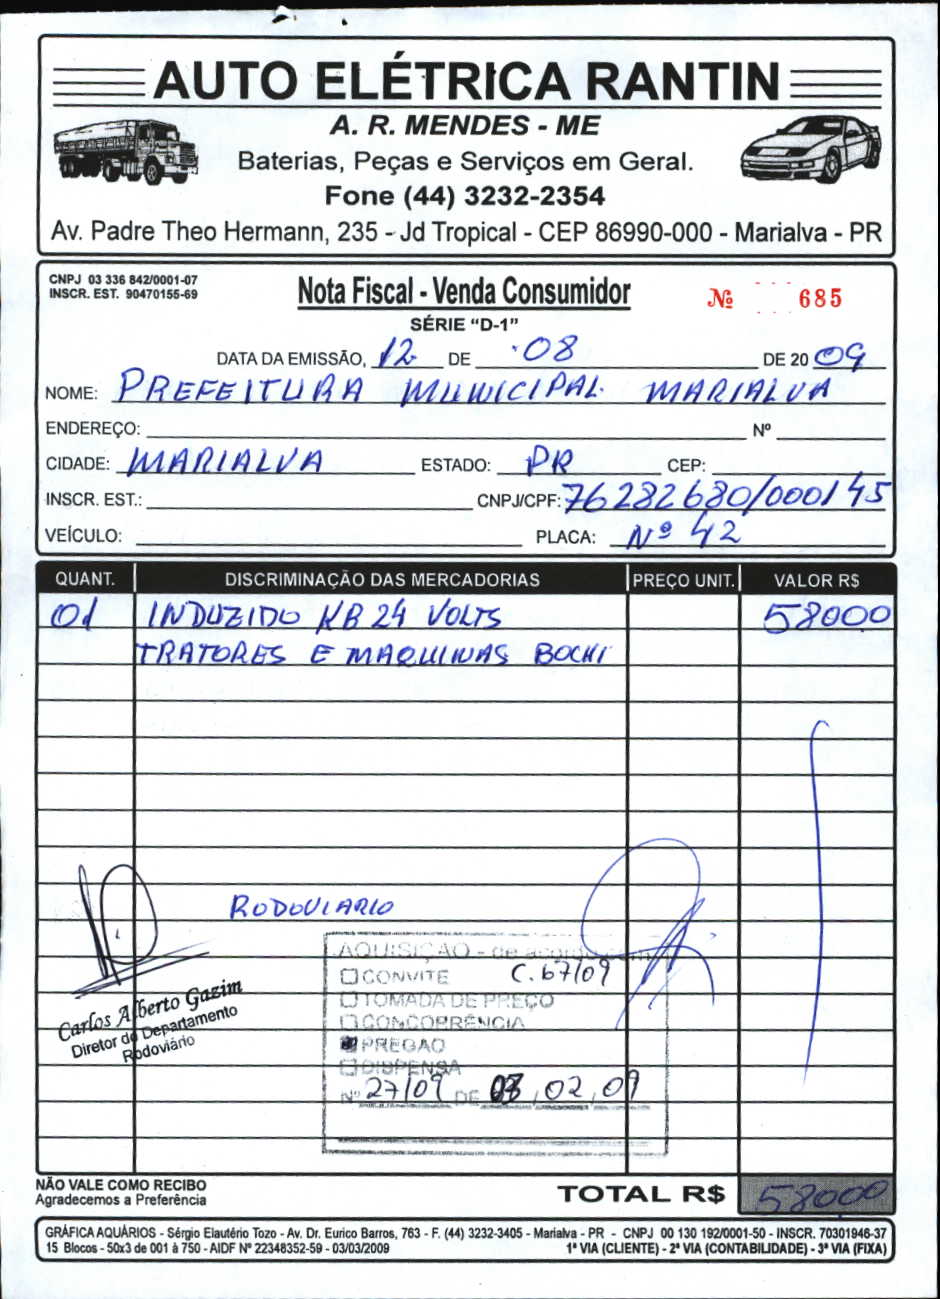 AUTO ELÉTRICA RANTIN
A. R. MENDES - ME
Baterias, Peças e Serviços em Geral.
Fone (44) 3232-2354
Av. Padre Theo Hermann, 235 - Jd Tropical - CEP 86990-000 - Marialva - PR
CNPJ 03 336 842/0001-07
INSCR. EST. 90470155-69
Nota Fiscal - Venda Consumidor
Nº 685
SÉRIE "D-1"
DATA DA EMISSÃO, 12 DE 08 DE 2009
NOME: PREFEITURA MUNICIPAL MARIALVA
ENDEREÇO: Nº
CIDADE: MARIALVA ESTADO: PR CEP:
INSCR. EST.: CNPJ/CPF: 76282680/000145
VEÍCULO: PLACA: Nº 42
QUANT. DISCRIMINAÇÃO DAS MERCADORIAS PREÇO UNIT. VALOR R$
01 INDUZIDO KB 24 VOLTS 58000
TRATORES E MAQUINAS BOCHI
RODOVIARIO
AQUISIÇÃO - de acordo com
CONVITE C.67/09
TOMADA DE PREÇO
CONCORRÊNCIA
PREGAO
DISPENSA
Nº 27/09 DE 03, 02, 09
Carlos Alberto Gazim
Diretor do Departamento
Rodoviário
NÃO VALE COMO RECIBO
Agradecemos a Preferência
TOTAL R$ 58000
GRÁFICA AQUÁRIOS - Sérgio Elautério Tozo - Av. Dr. Eurico Barros, 763 - F. (44) 3232-3405 - Marialva - PR - CNPJ 00 130 192/0001-50 - INSCR. 70301946-37
15 Blocos - 50x3 de 001 à 750 - AIDF Nº 22348352-59 - 03/03/2009 1ª VIA (CLIENTE) - 2ª VIA (CONTABILIDADE) - 3ª VIA (FIXA)